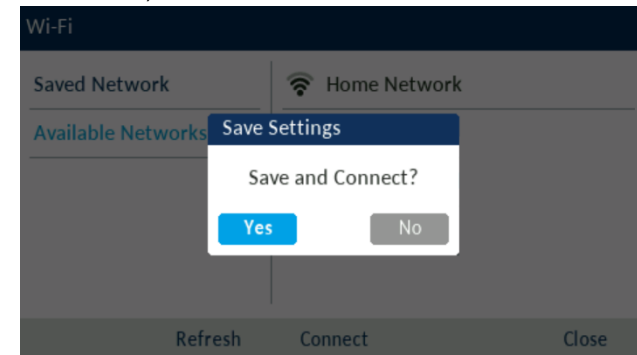 Wi-Fi
Saved Network
Home Network
Available Networks
Save Settings
Save and Connect?
Yes
No
Refresh
Connect
Close